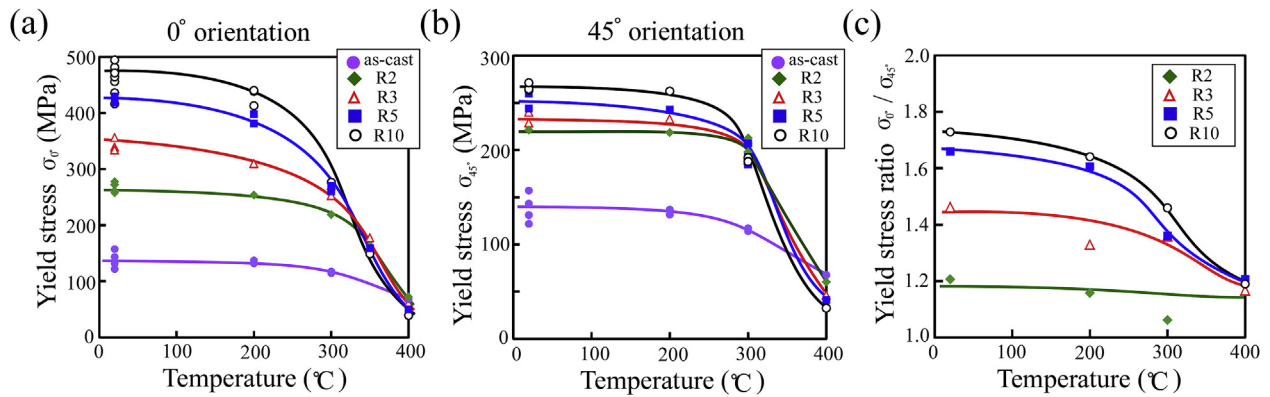 (a)
0° orientation
Yield stress σ0° (MPa)
500
400
300
200
100
0
0 100 200 300 400
Temperature (℃)
as-cast
R2
R3
R5
R10
(b)
45° orientation
Yield stress σ45° (MPa)
300
200
100
0
0 100 200 300 400
Temperature (℃)
as-cast
R2
R3
R5
R10
(c)
Yield stress ratio σ0° / σ45°
2.0
1.8
1.6
1.4
1.2
1.0
0 100 200 300 400
Temperature (℃)
R2
R3
R5
R10